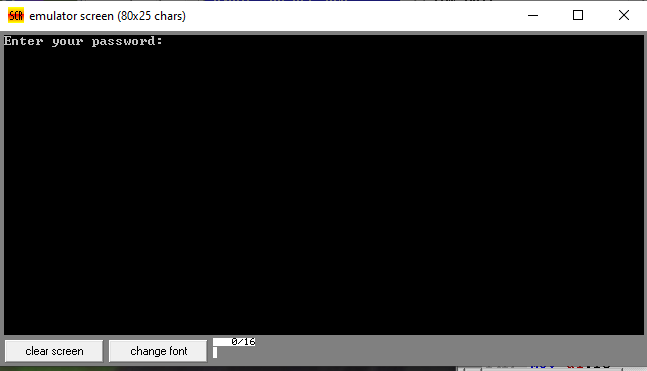 emulator screen (80x25 chars)
Enter your password:
clear screen
change font
0/16